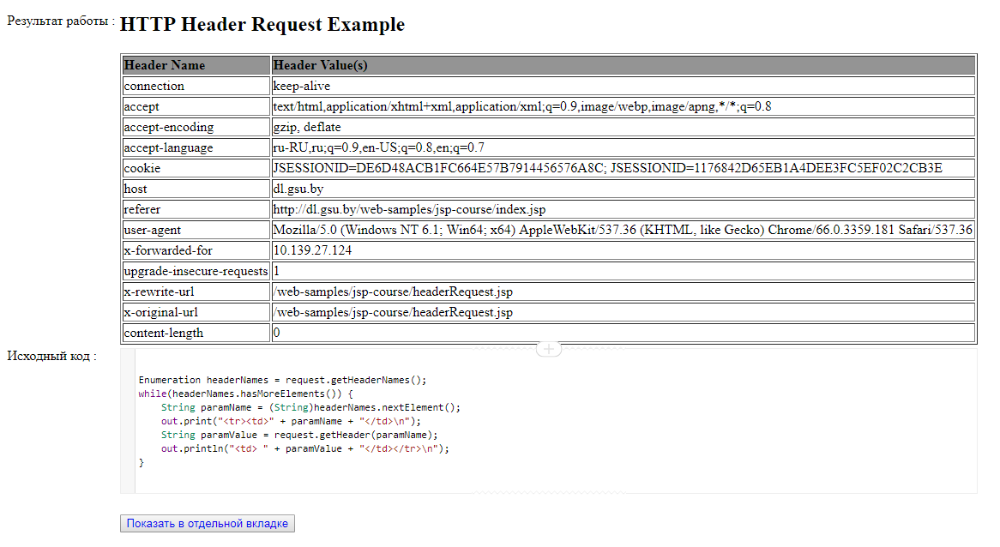 Результат работы : HTTP Header Request Example
Header Name Header Value(s)
connection keep-alive
accept text/html,application/xhtml+xml,application/xml;q=0.9,image/webp,image/apng,*/*;q=0.8
accept-encoding gzip, deflate
accept-language ru-RU,ru;q=0.9,en-US;q=0.8,en;q=0.7
cookie JSESSIONID=DE6D48ACB1FC664E57B7914456576A8C; JSESSIONID=1176842D65EB1A4DEE3FC5EF02C2CB3E
host dl.gsu.by
referer http://dl.gsu.by/web-samples/jsp-course/index.jsp
user-agent Mozilla/5.0 (Windows NT 6.1; Win64; x64) AppleWebKit/537.36 (KHTML, like Gecko) Chrome/66.0.3359.181 Safari/537.36
x-forwarded-for 10.139.27.124
upgrade-insecure-requests 1
x-rewrite-url /web-samples/jsp-course/headerRequest.jsp
x-original-url /web-samples/jsp-course/headerRequest.jsp
content-length 0
Исходный код :
Enumeration headerNames = request.getHeaderNames();
while(headerNames.hasMoreElements()) {
    String paramName = (String)headerNames.nextElement();
    out.print("<tr><td>" + paramName + "</td>\n");
    String paramValue = request.getHeader(paramName);
    out.println("<td> " + paramValue + "</td></tr>\n");
}
Показать в отдельной вкладке